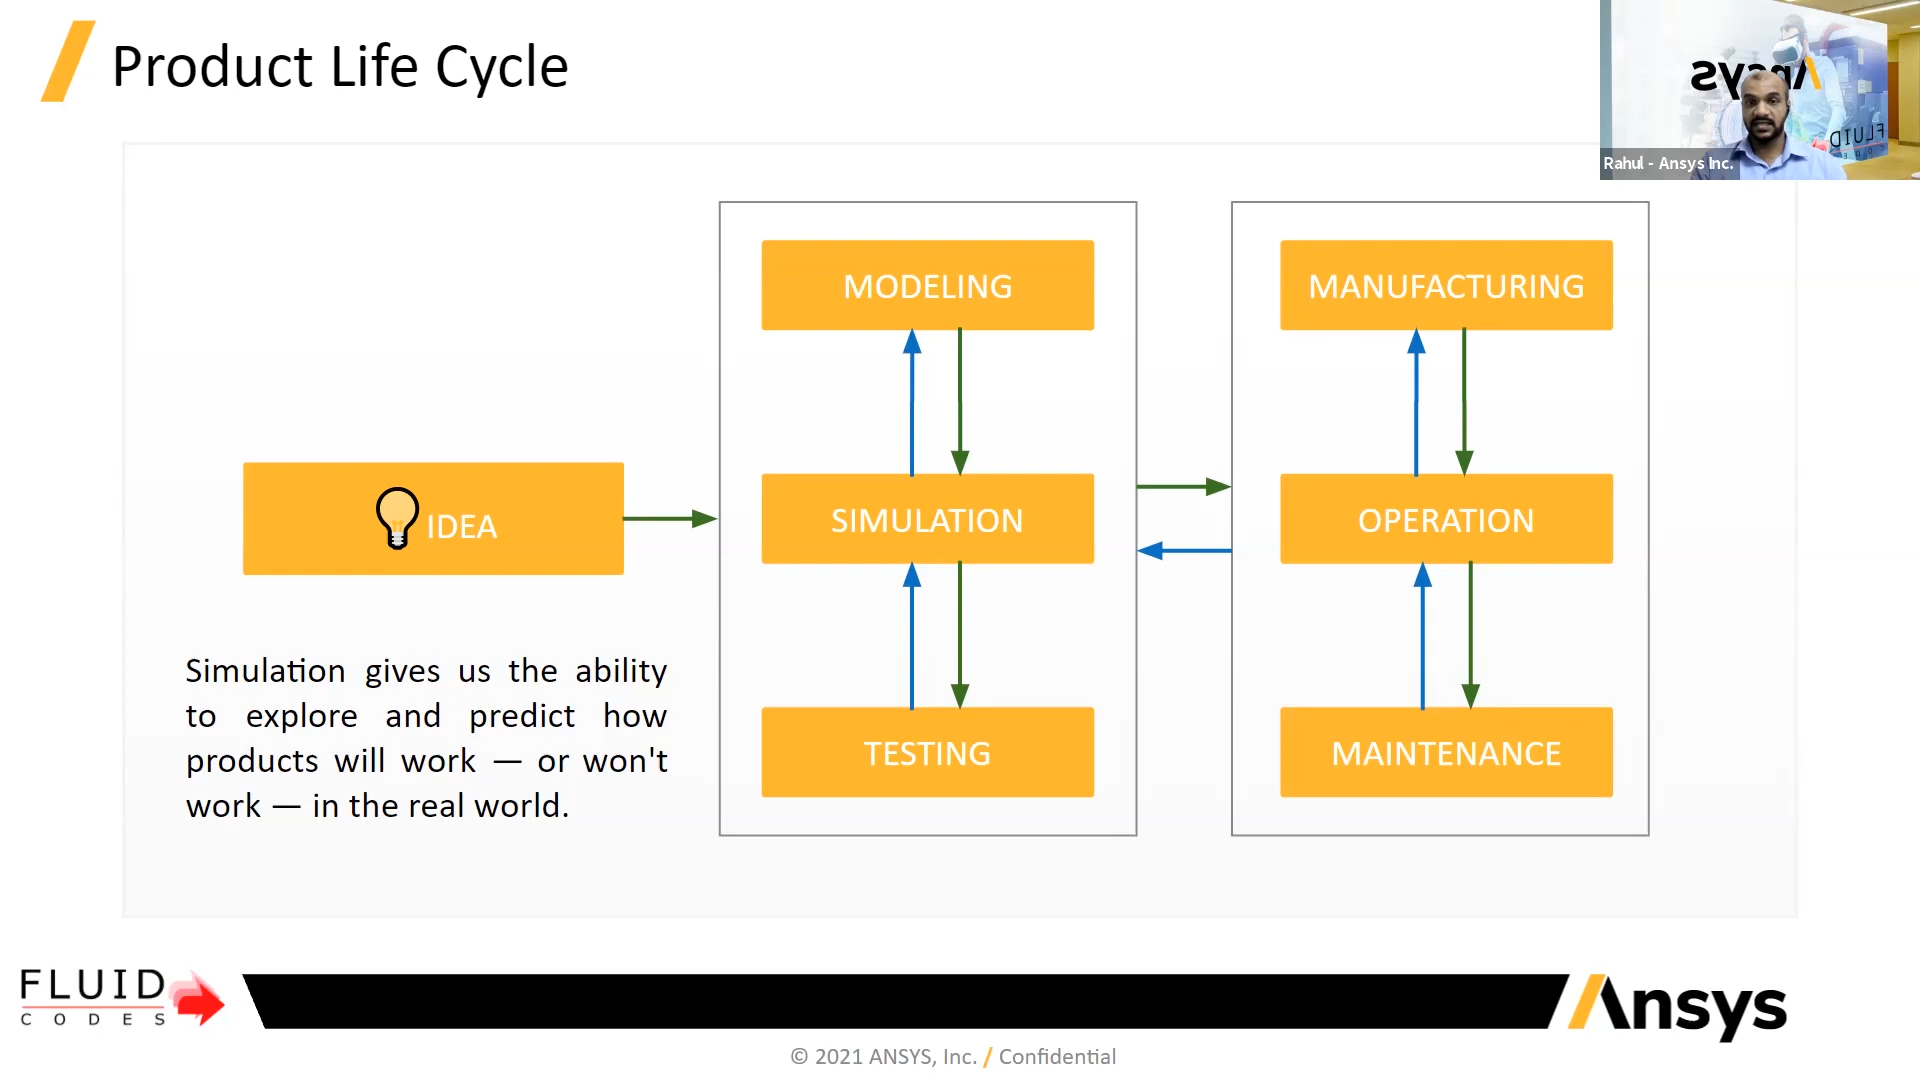 Product Life Cycle
Ansys
FLUID
Rahul - Ansys Inc.
MODELING
MANUFACTURING
IDEA
SIMULATION
OPERATION
Simulation gives us the ability
to explore and predict how
products will work — or won't
work — in the real world.
TESTING
MAINTENANCE
FLUID
CODES
Ansys
© 2021 ANSYS, Inc. / Confidential